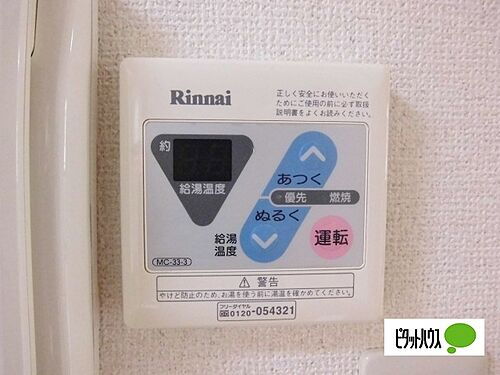 Rinnai
正しく安全にお使いいただく
ためにご使用の前に必ず取扱
説明書をよくお読みください。
約
給湯温度
あつく
優先 燃焼
ぬるく
給湯
温度
運転
MC-33-3
⚠ 警告
やけど防止のため、お湯を使う前に湯温を確かめてください。
フリーダイヤル
0120-054321
ピタットハウス